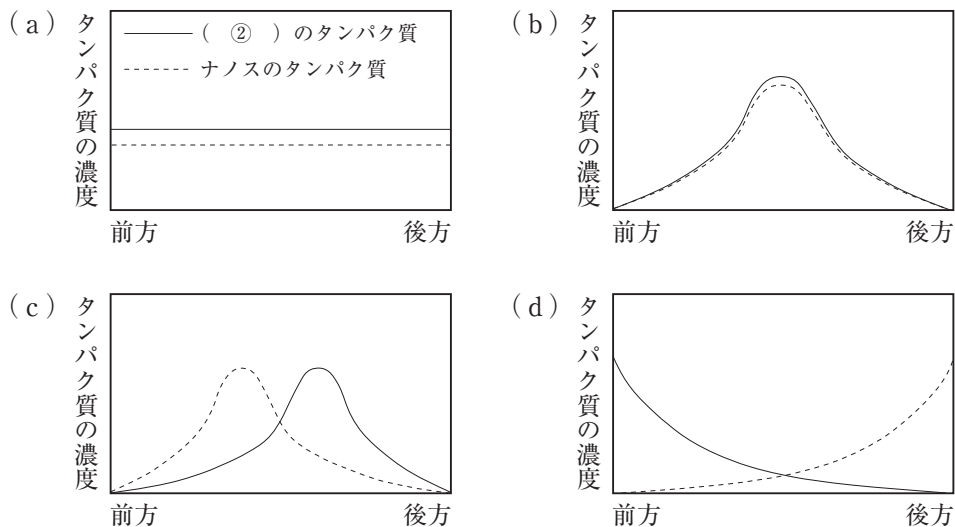 (a)
タンパク質の濃度
( ② )のタンパク質
ナノスのタンパク質
前方 後方
(b)
タンパク質の濃度
前方 後方
(c)
タンパク質の濃度
前方 後方
(d)
タンパク質の濃度
前方 後方